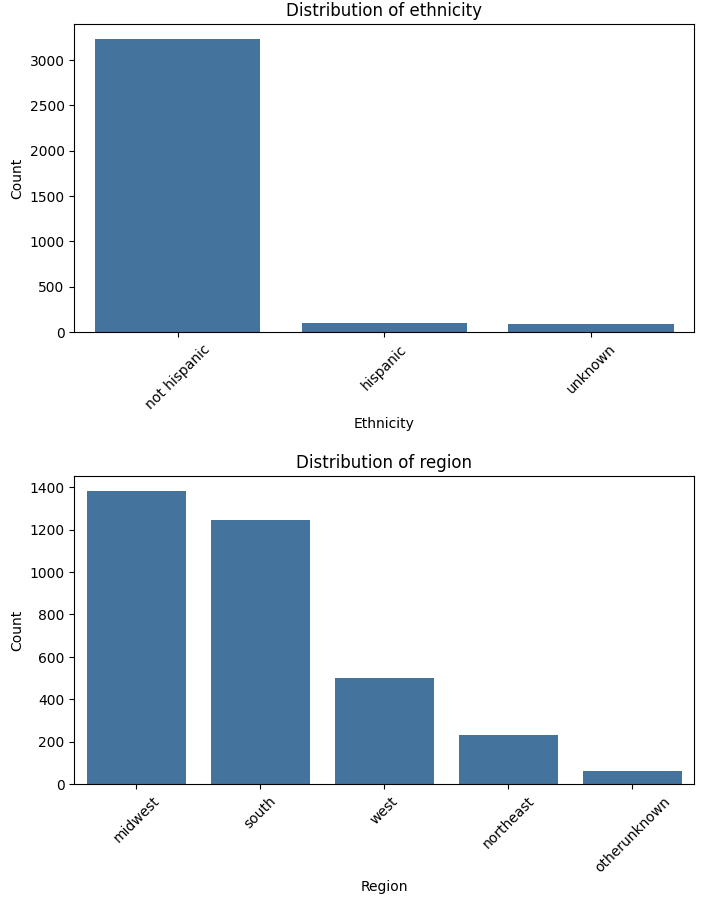 Distribution of ethnicity
3000
2500
2000
1500
1000
500
0
Count
not hispanic
hispanic
unknown
Ethnicity
Distribution of region
1400
1200
1000
800
600
400
200
0
Count
midwest
south
west
northeast
otherunknown
Region